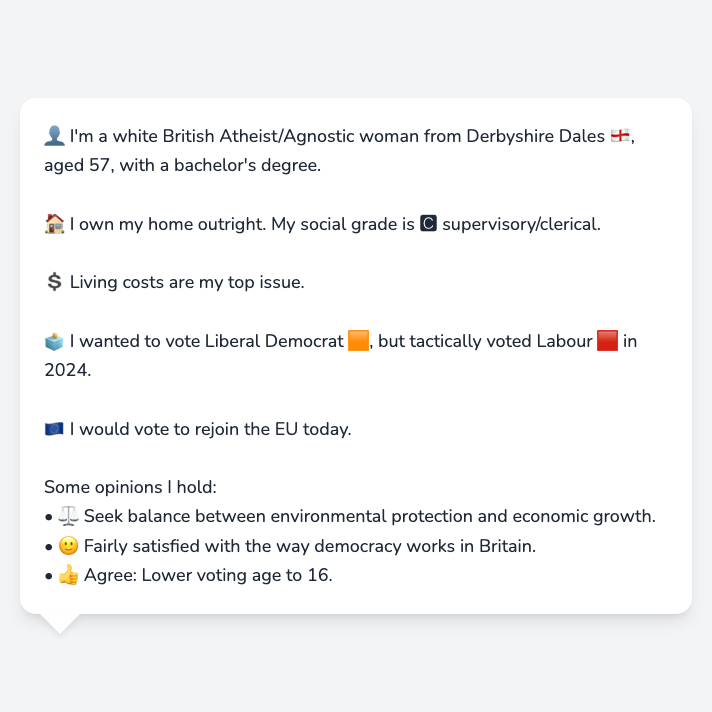 👤 I'm a white British Atheist/Agnostic woman from Derbyshire Dales 🏴󠁧󠁢󠁥󠁮󠁧󠁿,
aged 57, with a bachelor's degree.
🏠 I own my home outright. My social grade is 🅲 supervisory/clerical.
💲 Living costs are my top issue.
🗳️ I wanted to vote Liberal Democrat 🟧, but tactically voted Labour 🟥 in
2024.
🇪🇺 I would vote to rejoin the EU today.
Some opinions I hold:
• ⚖️ Seek balance between environmental protection and economic growth.
• 🙂 Fairly satisfied with the way democracy works in Britain.
• 👍 Agree: Lower voting age to 16.